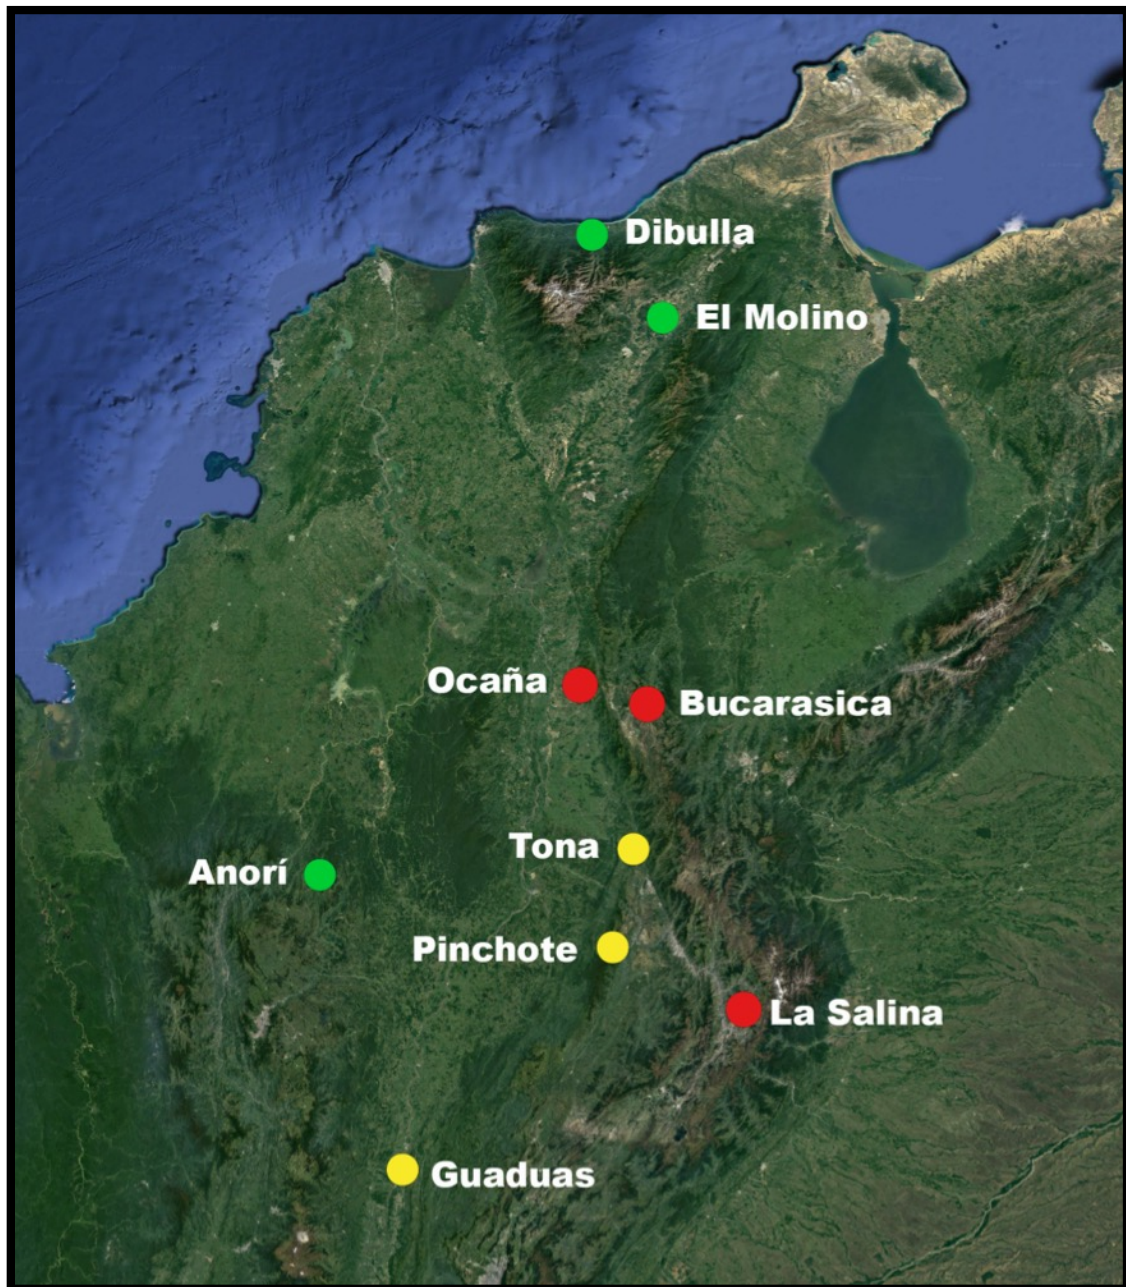 Dibulla
El Molino
Ocaña
Bucarasica
Tona
Anorí
Pinchote
La Salina
Guaduas